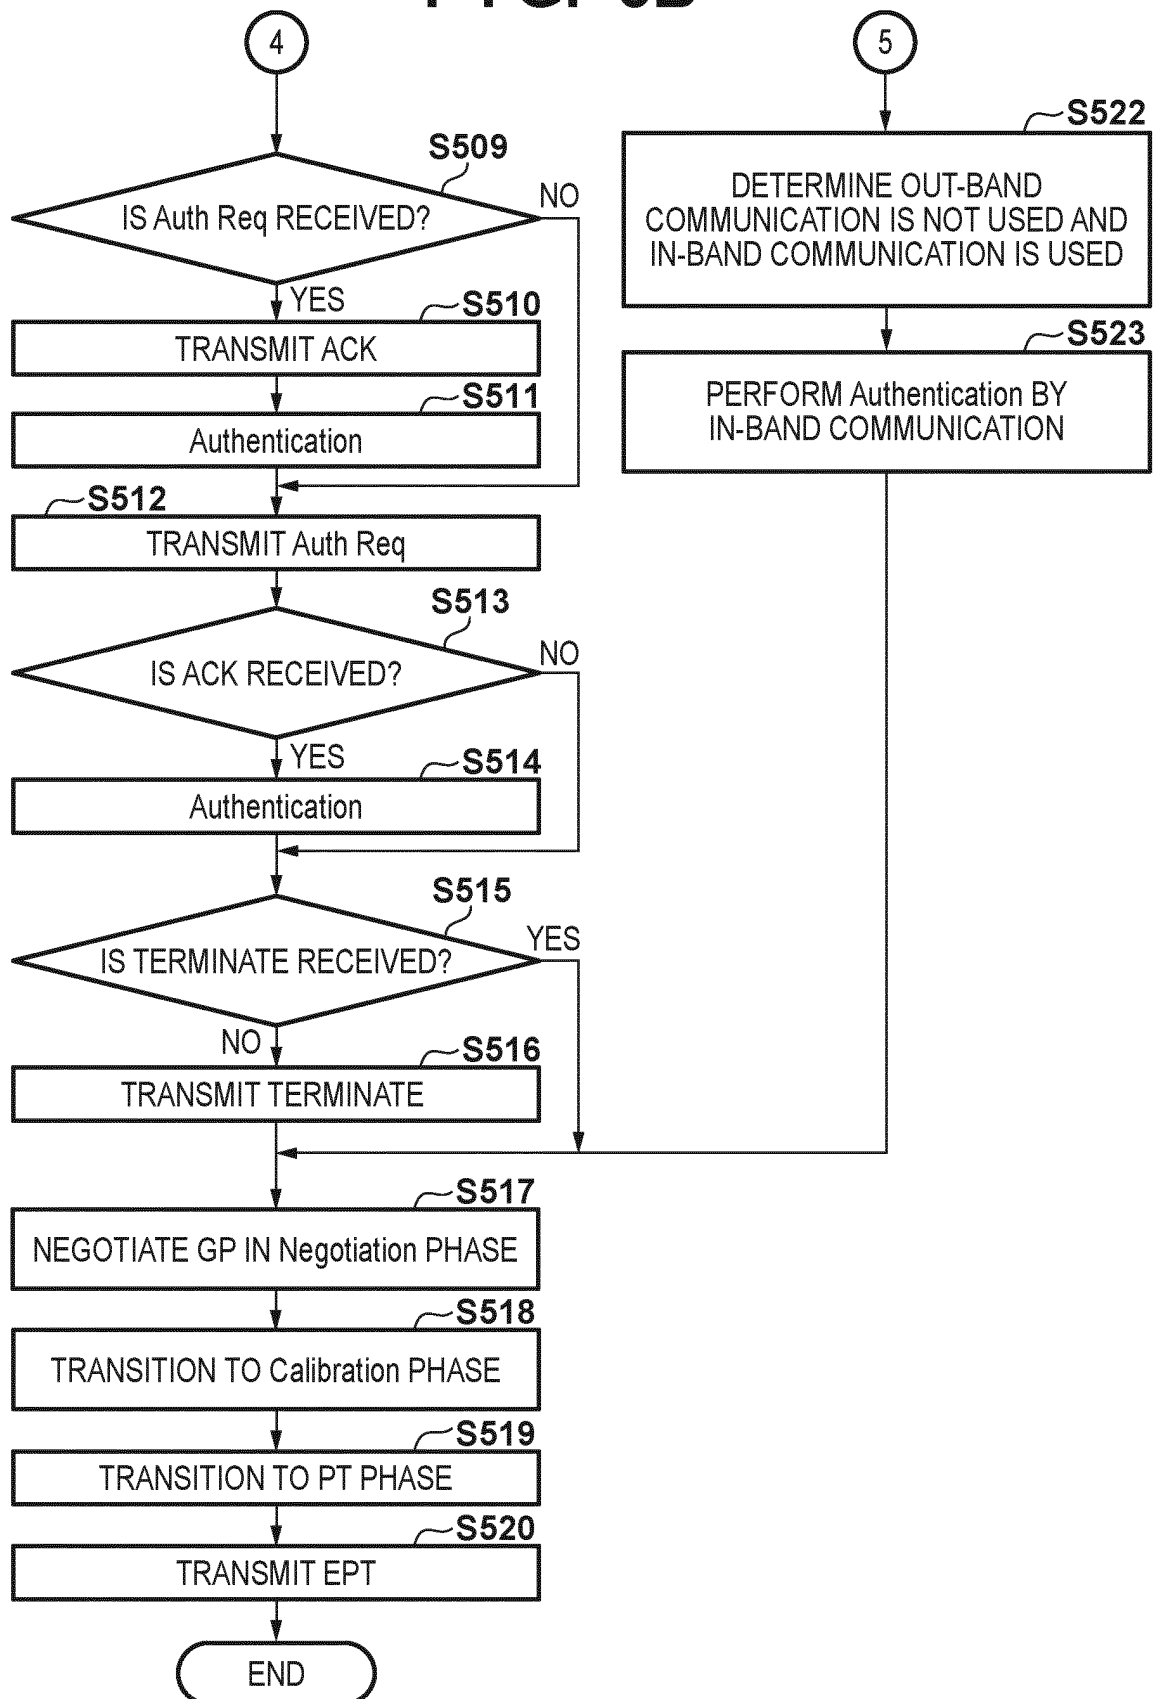 4
S509
IS Auth Req RECEIVED?
NO
YES
S510
TRANSMIT ACK
S511
Authentication
S512
TRANSMIT Auth Req
S513
IS ACK RECEIVED?
NO
YES
S514
Authentication
S515
IS TERMINATE RECEIVED?
YES
NO
S516
TRANSMIT TERMINATE
S517
NEGOTIATE GP IN Negotiation PHASE
S518
TRANSITION TO Calibration PHASE
S519
TRANSITION TO PT PHASE
S520
TRANSMIT EPT
END
5
S522
DETERMINE OUT-BAND
COMMUNICATION IS NOT USED AND
IN-BAND COMMUNICATION IS USED
S523
PERFORM Authentication BY
IN-BAND COMMUNICATION